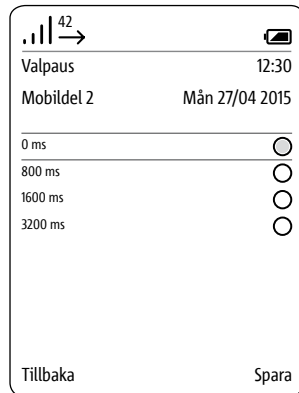 42
Valpaus 12:30
Mobildel 2 Mån 27/04 2015
0 ms
800 ms
1600 ms
3200 ms
Tillbaka Spara